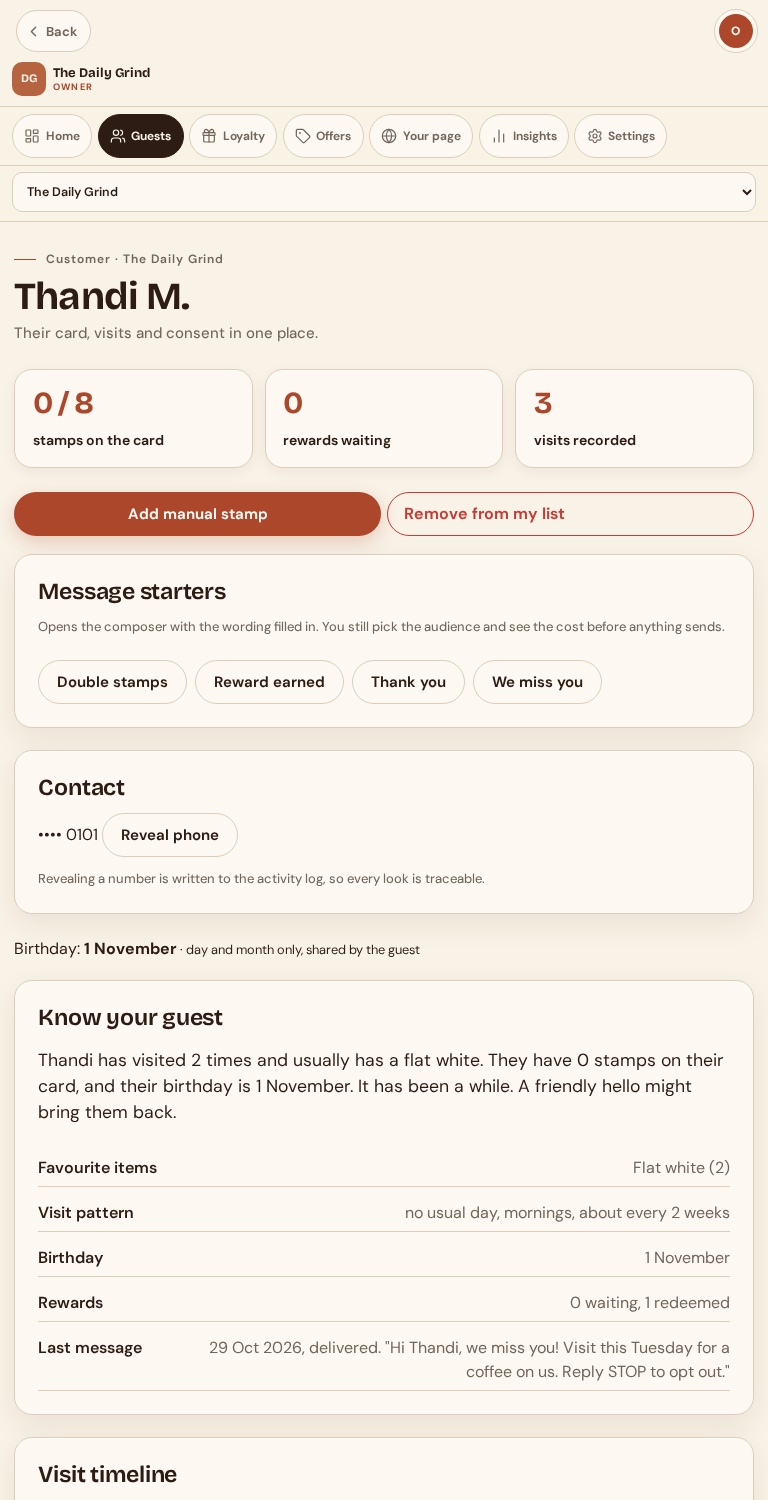 Back
O
DG
The Daily Grind
OWNER
Home
Guests
Loyalty
Offers
Your page
Insights
Settings
The Daily Grind
Customer · The Daily Grind
Thandi M.
Their card, visits and consent in one place.
0 / 8
stamps on the card
0
rewards waiting
3
visits recorded
Add manual stamp
Remove from my list
Message starters
Opens the composer with the wording filled in. You still pick the audience and see the cost before anything sends.
Double stamps
Reward earned
Thank you
We miss you
Contact
•••• 0101
Reveal phone
Revealing a number is written to the activity log, so every look is traceable.
Birthday: 1 November · day and month only, shared by the guest
Know your guest
Thandi has visited 2 times and usually has a flat white. They have 0 stamps on their
card, and their birthday is 1 November. It has been a while. A friendly hello might
bring them back.
Favourite items
Flat white (2)
Visit pattern
no usual day, mornings, about every 2 weeks
Birthday
1 November
Rewards
0 waiting, 1 redeemed
Last message
29 Oct 2026, delivered. "Hi Thandi, we miss you! Visit this Tuesday for a
coffee on us. Reply STOP to opt out."
Visit timeline